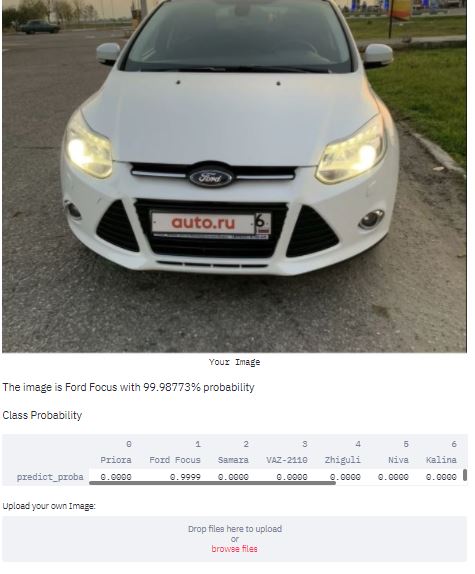 Ford
auto.ru 6
Your Image
The image is Ford Focus with 99.98773% probability
Class Probability
0 1 2 3 4 5 6
Priora Ford Focus Samara VAZ-2110 Zhiguli Niva Kalina
predict_proba 0.0000 0.9999 0.0000 0.0000 0.0000 0.0000 0.0000
Upload your own Image:
Drop files here to upload
or
browse files